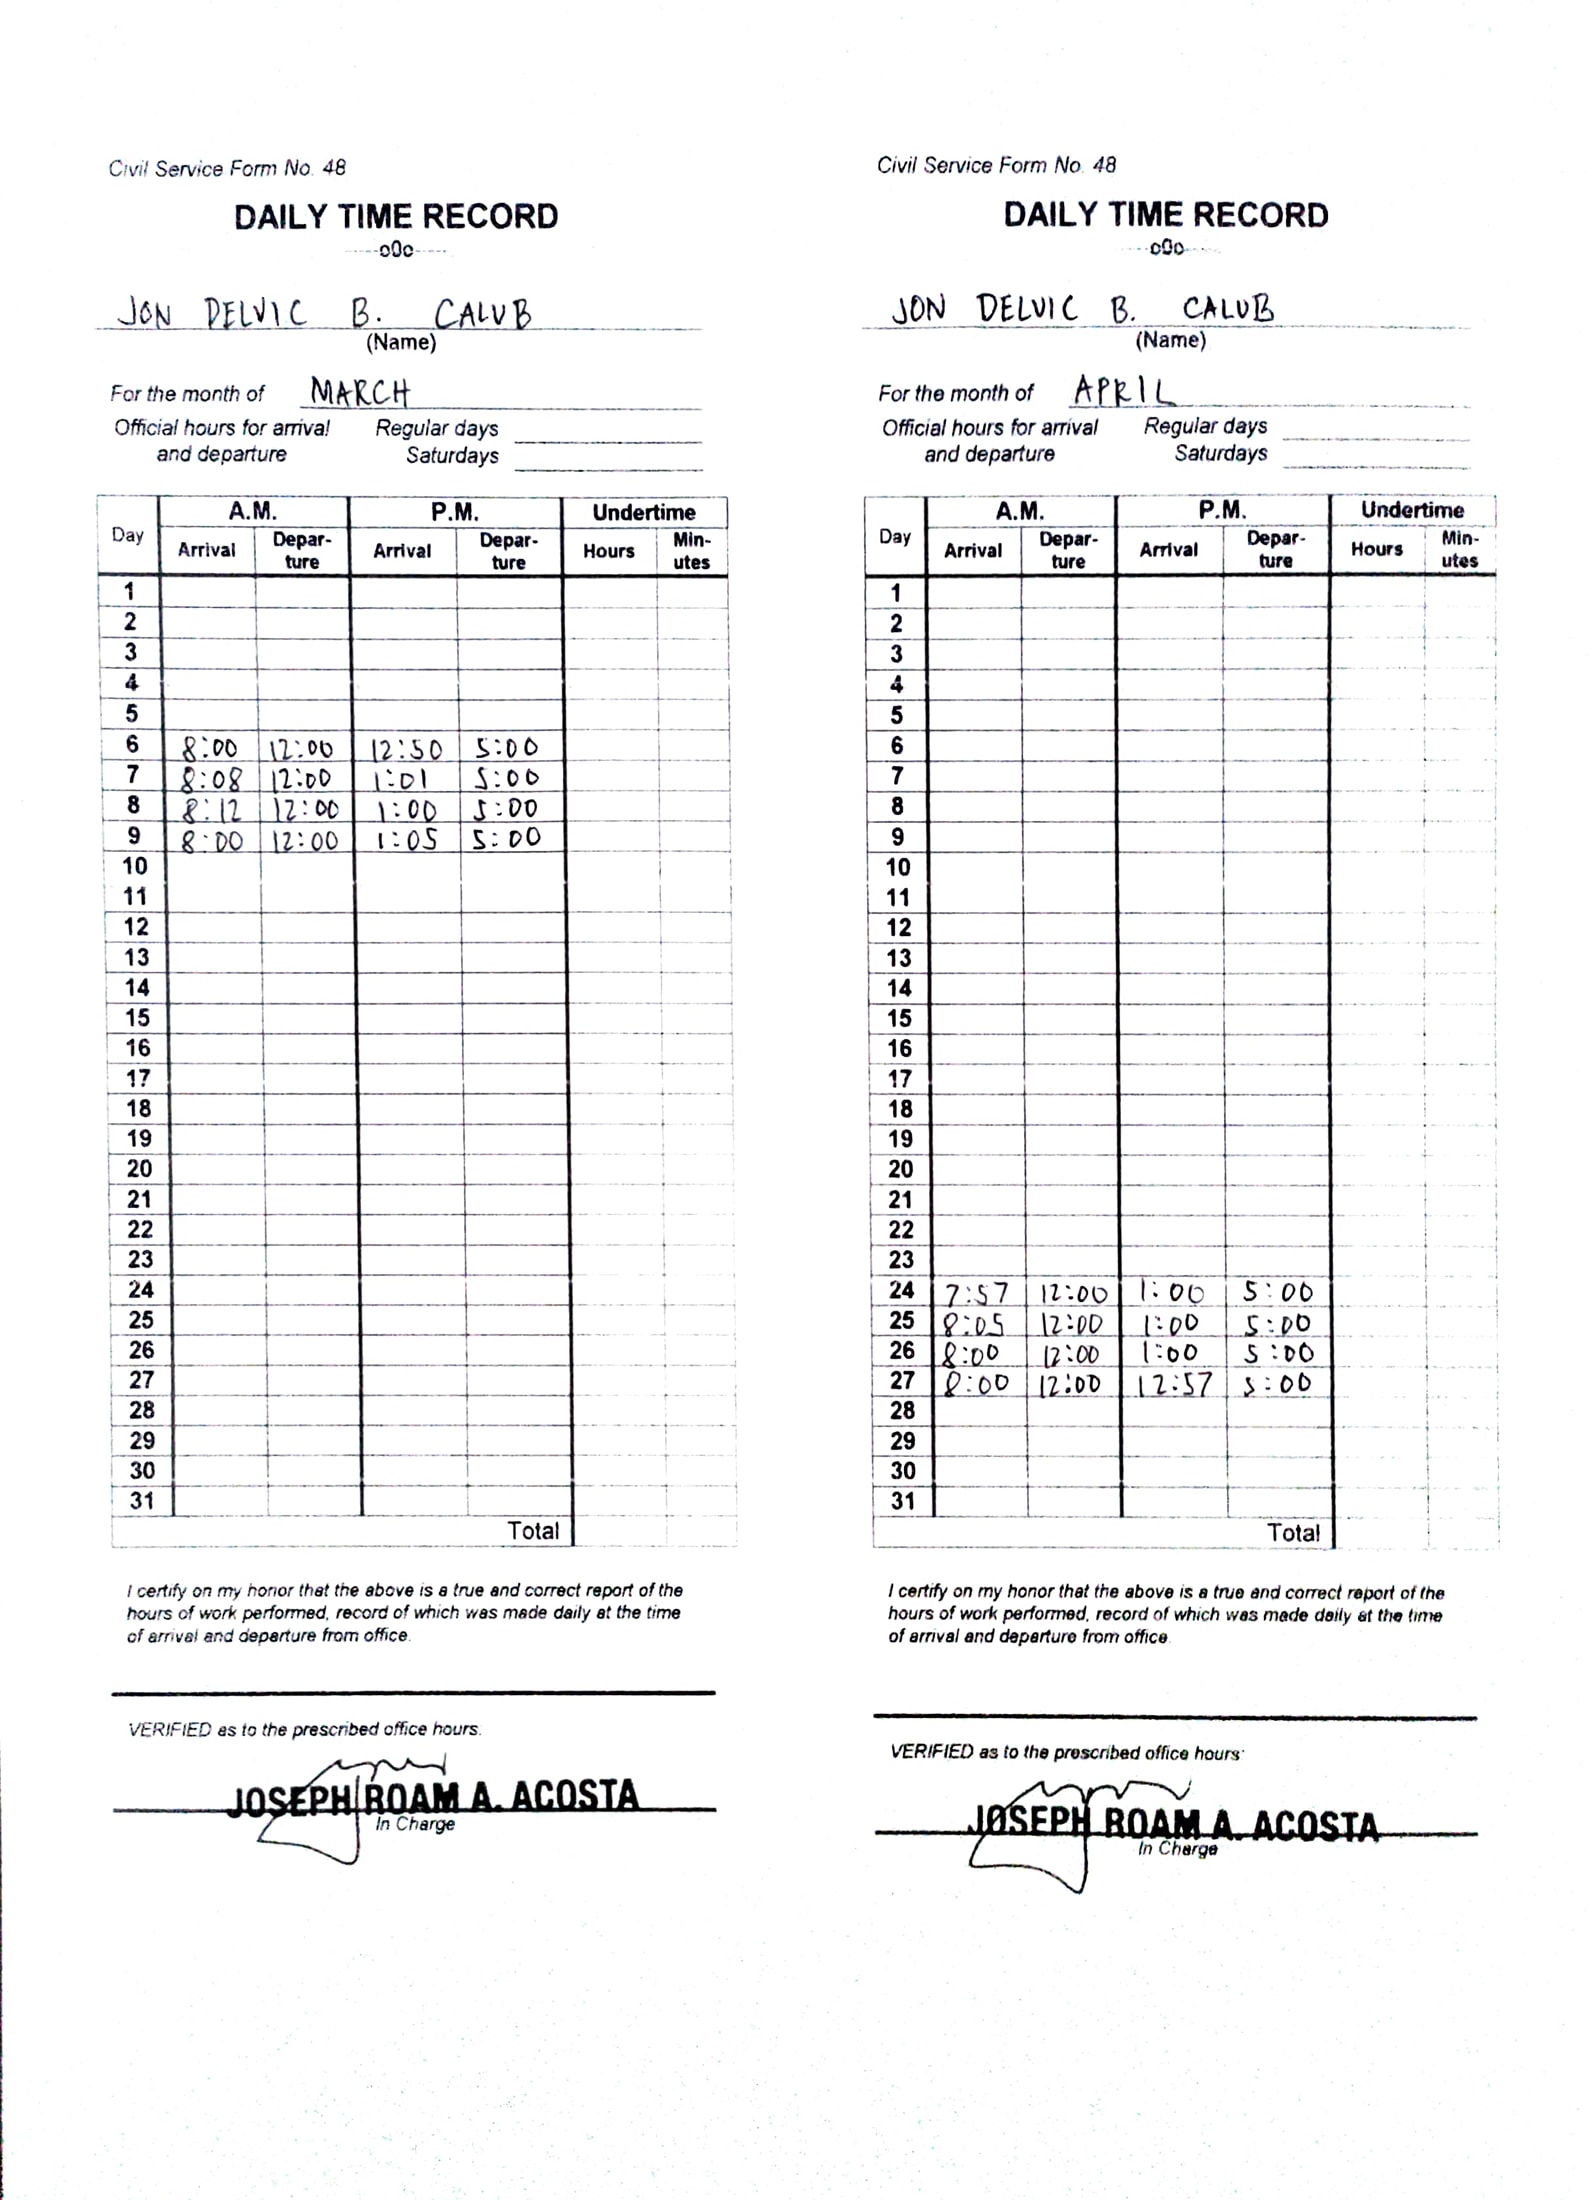 Civil Service Form No. 48
DAILY TIME RECORD
-----o0o-----
JON DELVIC B. CALUB
(Name)
For the month of MARCH
Official hours for arrival Regular days
and departure Saturdays
Day A.M. P.M. Undertime
Arrival Depar-ture Arrival Depar-ture Hours Min-utes
1
2
3
4
5
6 8:00 12:00 12:50 5:00
7 8:08 12:00 1:01 5:00
8 8:12 12:00 1:00 5:00
9 8:00 12:00 1:05 5:00
10
11
12
13
14
15
16
17
18
19
20
21
22
23
24
25
26
27
28
29
30
31
Total
I certify on my honor that the above is a true and correct report of the
hours of work performed, record of which was made daily at the time
of arrival and departure from office.
VERIFIED as to the prescribed office hours.
JOSEPH ROAM A. ACOSTA
In Charge
Civil Service Form No. 48
DAILY TIME RECORD
-----o0o-----
JON DELVIC B. CALUB
(Name)
For the month of APRIL
Official hours for arrival Regular days
and departure Saturdays
Day A.M. P.M. Undertime
Arrival Depar-ture Arrival Depar-ture Hours Min-utes
1
2
3
4
5
6
7
8
9
10
11
12
13
14
15
16
17
18
19
20
21
22
23
24 7:57 12:00 1:00 5:00
25 8:05 12:00 1:00 5:00
26 8:00 12:00 1:00 5:00
27 8:00 12:00 12:57 5:00
28
29
30
31
Total
I certify on my honor that the above is a true and correct report of the
hours of work performed, record of which was made daily at the time
of arrival and departure from office.
VERIFIED as to the prescribed office hours.
JOSEPH ROAM A. ACOSTA
In Charge